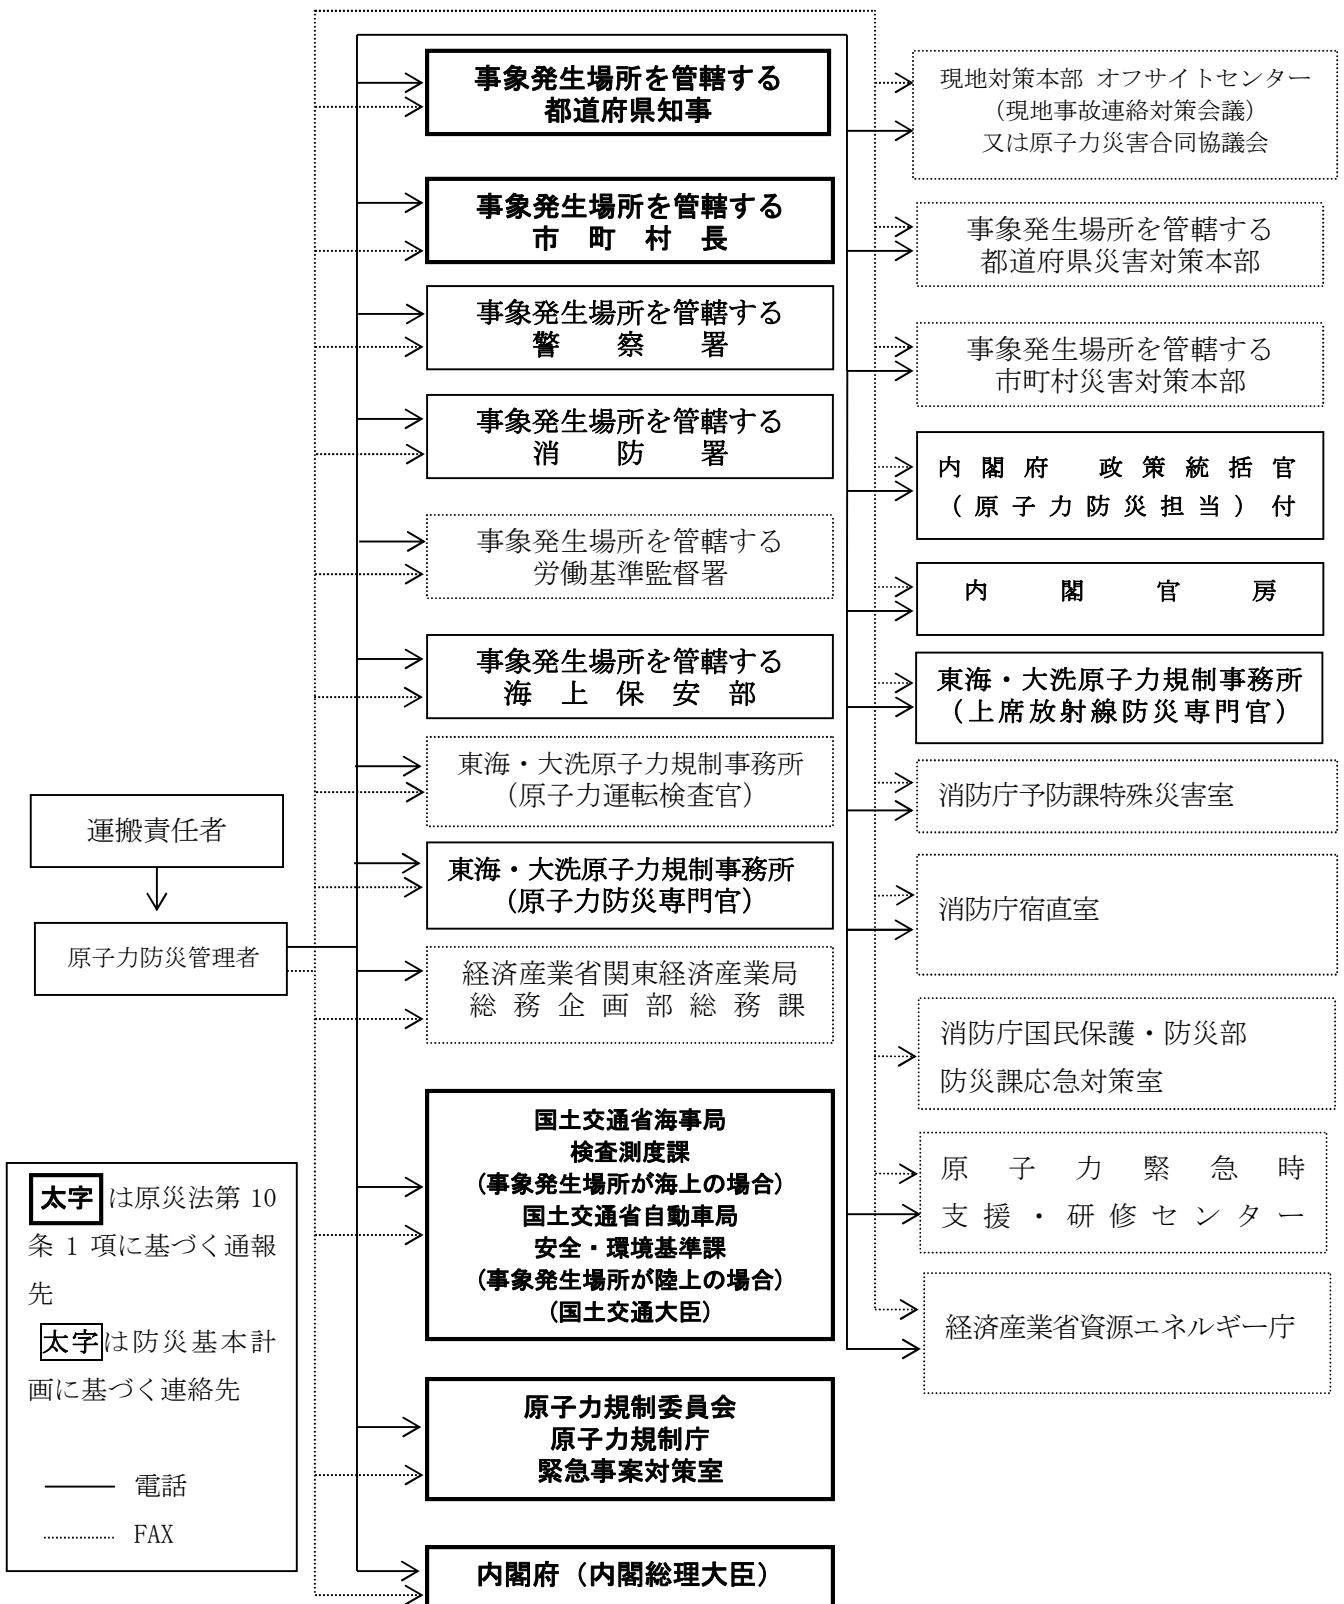 事象発生場所を管轄する
都道府県知事
事象発生場所を管轄する
市 町 村 長
事象発生場所を管轄する
警 察 署
事象発生場所を管轄する
消 防 署
事象発生場所を管轄する
労働基準監督署
事象発生場所を管轄する
海 上 保 安 部
東海・大洗原子力規制事務所
（原子力運転検査官）
東海・大洗原子力規制事務所
（原子力防災専門官）
経済産業省関東経済産業局
総 務 企 画 部 総 務 課
国土交通省海事局
検査測度課
（事象発生場所が海上の場合）
国土交通省自動車局
安全・環境基準課
（事象発生場所が陸上の場合）
（国土交通大臣）
原子力規制委員会
原子力規制庁
緊急事案対策室
内閣府（内閣総理大臣）
現地対策本部 オフサイトセンター
（現地事故連絡対策会議）
又は原子力災害合同協議会
事象発生場所を管轄する
都道府県災害対策本部
事象発生場所を管轄する
市町村災害対策本部
内 閣 府 政 策 統 括 官
（ 原 子 力 防 災 担 当 ） 付
内 閣 官 房
東海・大洗原子力規制事務所
（上席放射線防災専門官）
消防庁予防課特殊災害室
消防庁宿直室
消防庁国民保護・防災部
防災課応急対策室
原 子 力 緊 急 時
支 援 ・ 研 修 セ ン タ ー
経済産業省資源エネルギー庁
運搬責任者
原子力防災管理者
太字 は原災法第 10
条 1 項に基づく通報
先
太字は防災基本計
画に基づく連絡先
電話
FAX